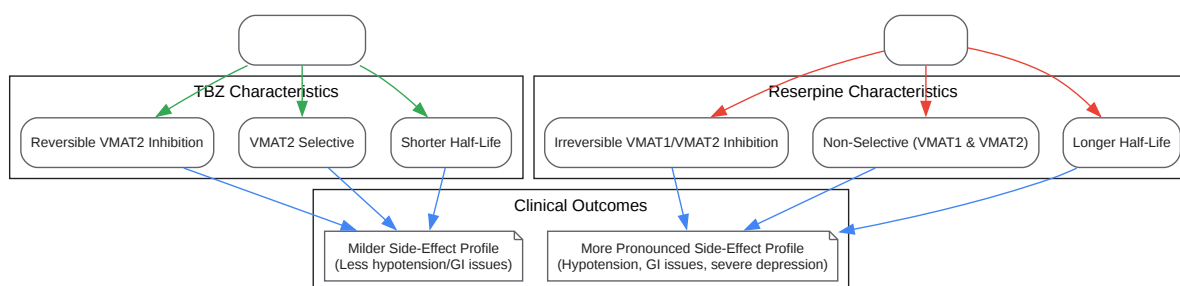 TBZ Characteristics
Reserpine Characteristics
Reversible VMAT2 Inhibition
VMAT2 Selective
Shorter Half-Life
Irreversible VMAT1/VMAT2 Inhibition
Non-Selective (VMAT1 & VMAT2)
Longer Half-Life
Clinical Outcomes
Milder Side-Effect Profile
(Less hypotension/GI issues)
More Pronounced Side-Effect Profile
(Hypotension, GI issues, severe depression)